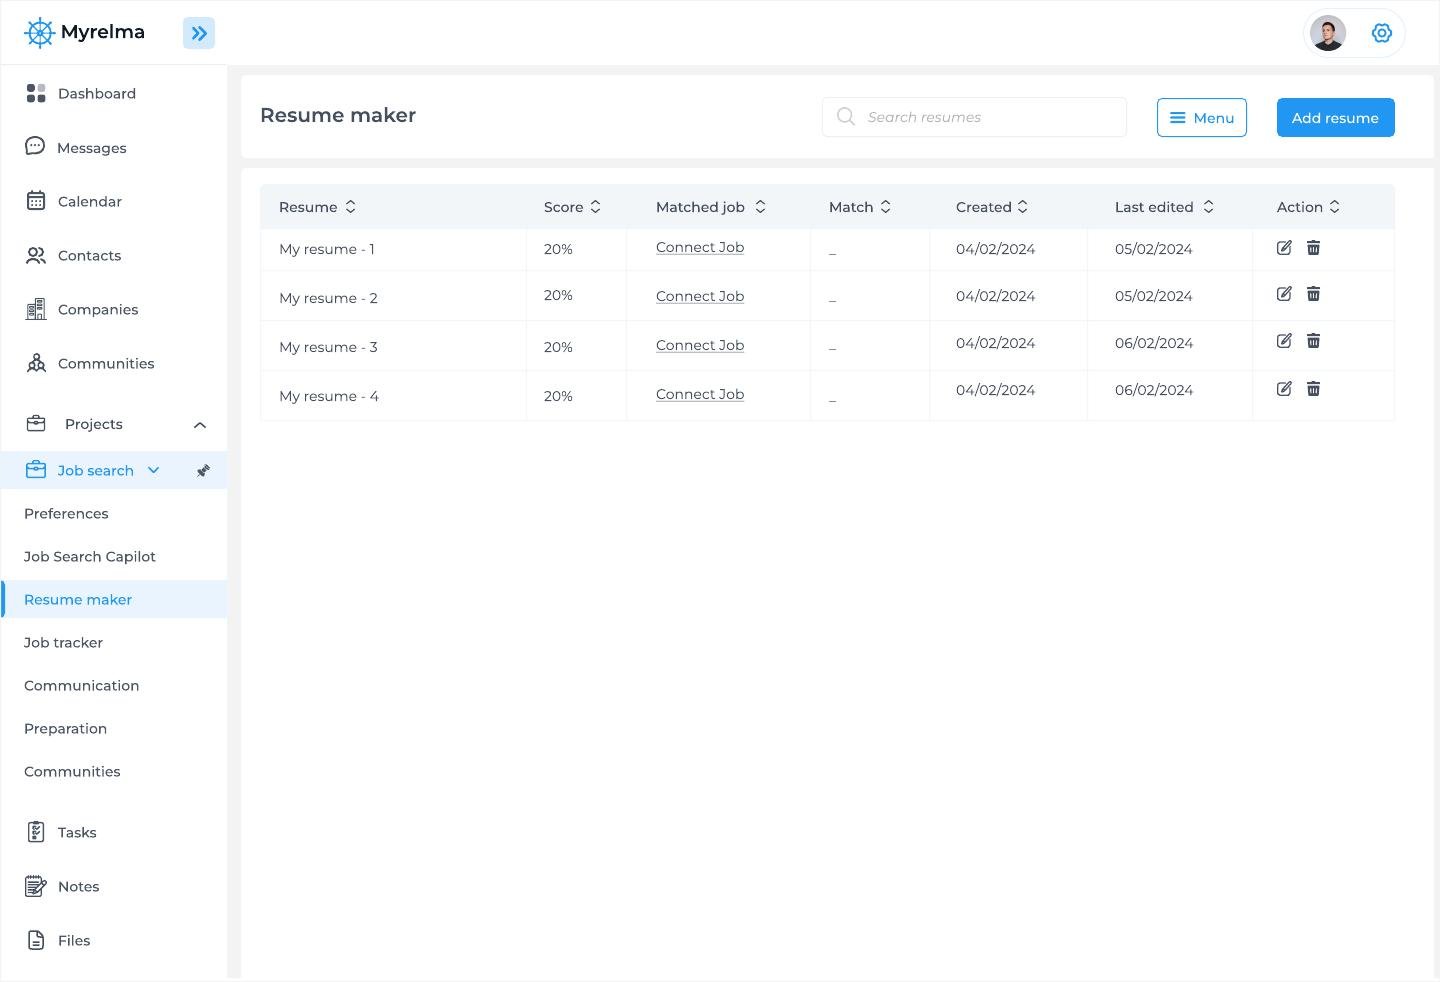 Myrelma
Dashboard
Messages
Calendar
Contacts
Companies
Communities
Projects
Job search
Preferences
Job Search Capilot
Resume maker
Job tracker
Communication
Preparation
Communities
Tasks
Notes
Files
Resume maker
Search resumes
Menu
Add resume
Resume Score Matched job Match Created Last edited Action
My resume - 1 20% Connect Job _ 04/02/2024 05/02/2024
My resume - 2 20% Connect Job _ 04/02/2024 05/02/2024
My resume - 3 20% Connect Job _ 04/02/2024 06/02/2024
My resume - 4 20% Connect Job _ 04/02/2024 06/02/2024